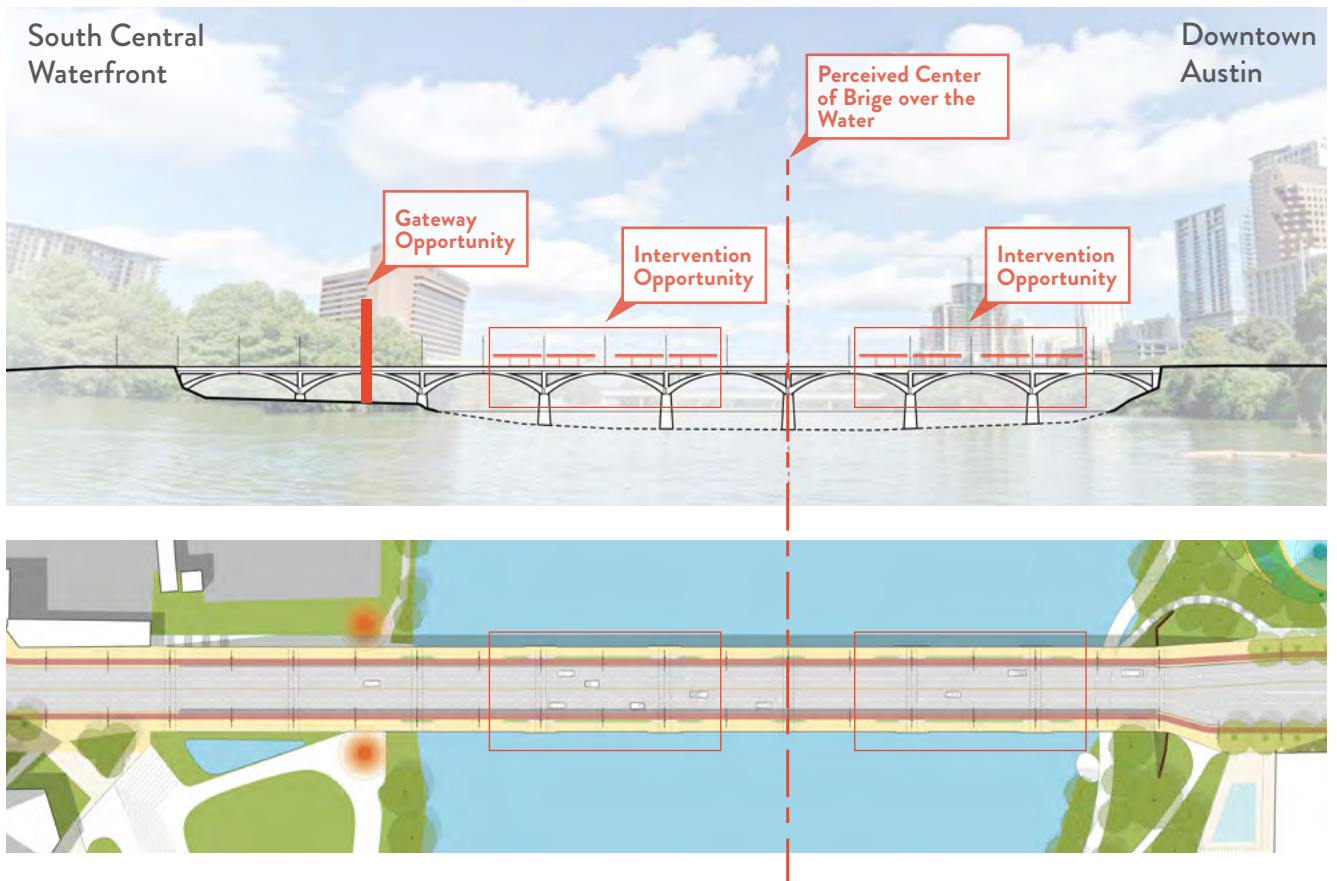 South Central
Waterfront
Downtown
Austin
Perceived Center
of Brige over the
Water
Gateway
Opportunity
Intervention
Opportunity
Intervention
Opportunity